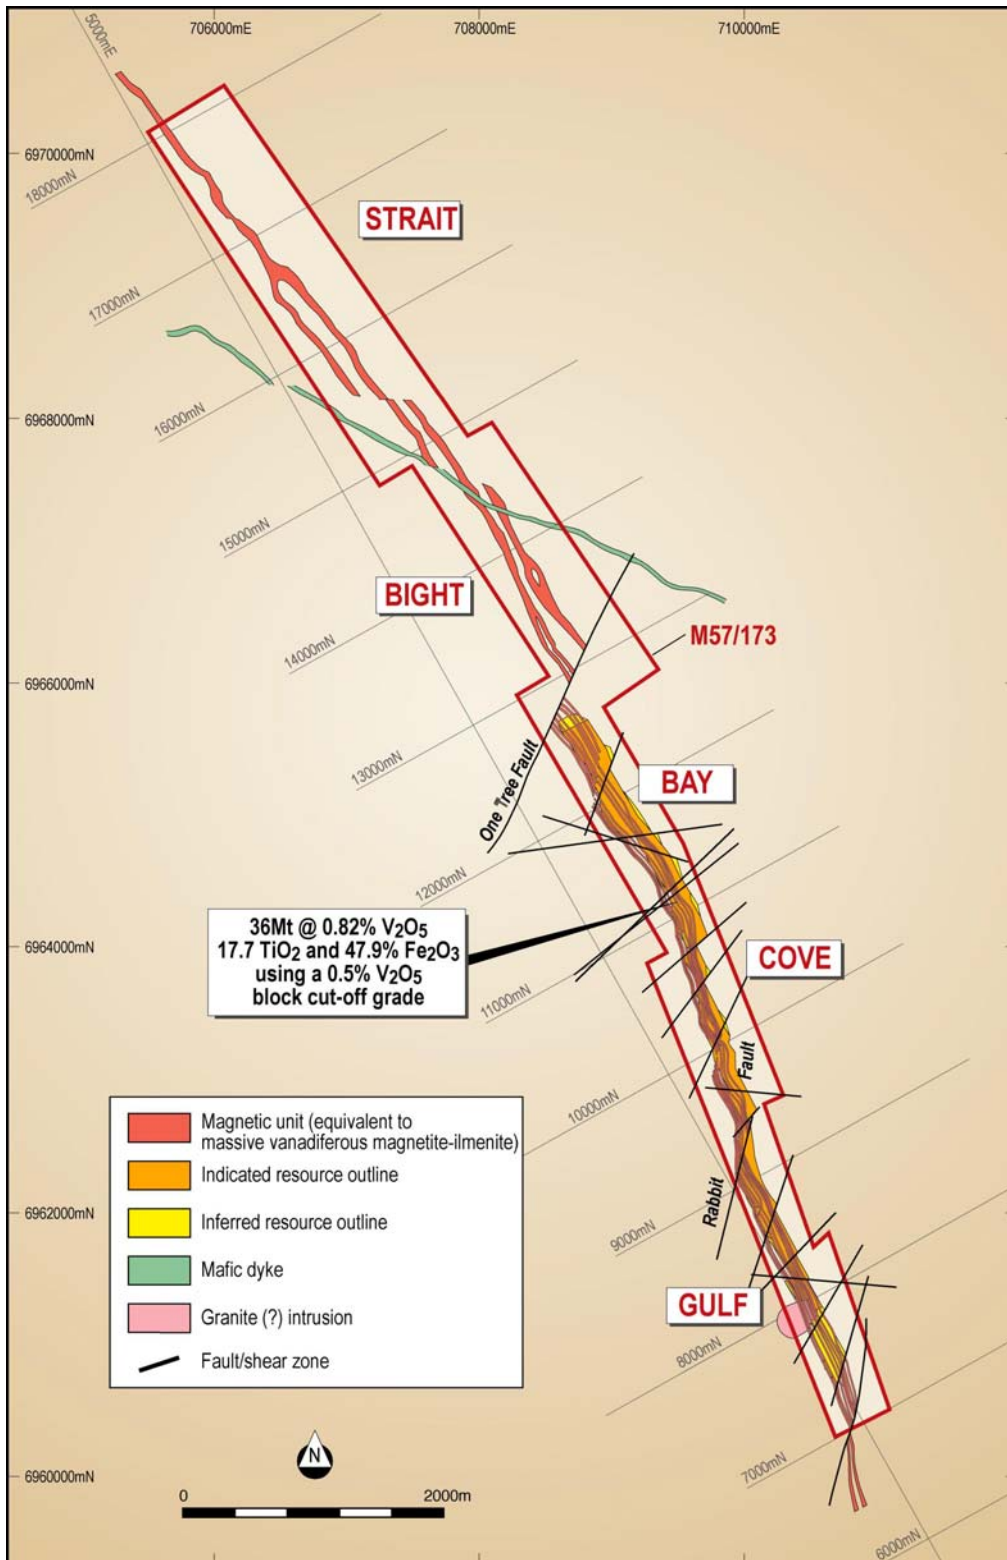 706000mE
708000mE
710000mE
5000mE
6970000mN
18000mN
STRAIT
17000mN
6968000mN
16000mN
15000mN
BIGHT
14000mN
M57/173
6966000mN
13000mN
One Tree Fault
BAY
12000mN
36Mt @ 0.82% V₂O₅
17.7 TiO₂ and 47.9% Fe₂O₃
using a 0.5% V₂O₅
block cut-off grade
6964000mN
COVE
11000mN
Fault
10000mN
Rabbit
6962000mN
9000mN
GULF
8000mN
Magnetic unit (equivalent to
massive vanadiferous magnetite-ilmenite)
Indicated resource outline
Inferred resource outline
Mafic dyke
Granite (?) intrusion
Fault/shear zone
N
6960000mN
7000mN
0
2000m
6000mN